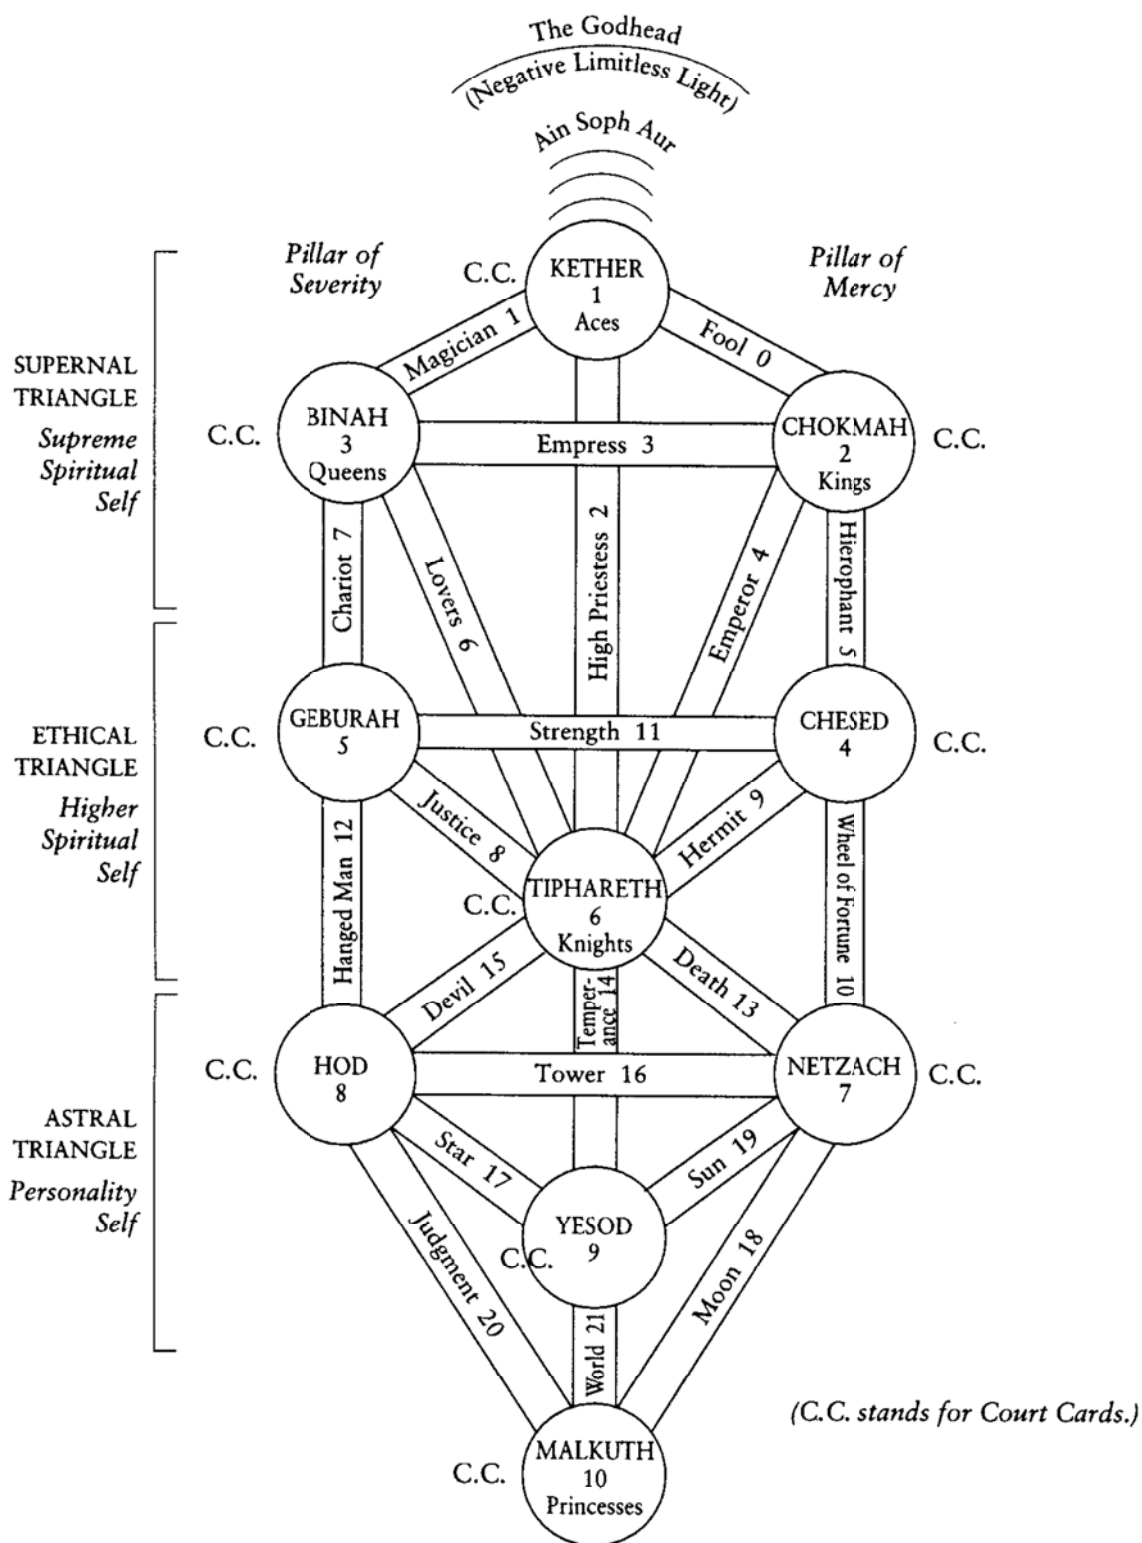 The Godhead
(Negative Limitless Light)
Ain Soph Aur
Pillar of
Severity
C.C.
KETHER
1
Aces
Pillar of
Mercy
Magician 1
Fool 0
SUPERNAL
TRIANGLE
Supreme
Spiritual
Self
C.C.
BINAH
3
Queens
Empress 3
CHOKMAH
2
Kings
C.C.
Chariot 7
Lovers 6
High Priestess 2
Emperor 4
Hierophant 5
ETHICAL
TRIANGLE
Higher
Spiritual
Self
C.C.
GEBURAH
5
Strength 11
CHESED
4
C.C.
Justice 8
Hermit 9
Hanged Man 12
C.C.
TIPHARETH
6
Knights
Wheel of Fortune 10
Devil 15
Temper-
ance 14
Death 13
ASTRAL
TRIANGLE
Personality
Self
C.C.
HOD
8
Tower 16
NETZACH
7
C.C.
Star 17
Sun 19
Judgment 20
C.C.
YESOD
9
Moon 18
World 21
C.C.
MALKUTH
10
Princesses
(C.C. stands for Court Cards.)